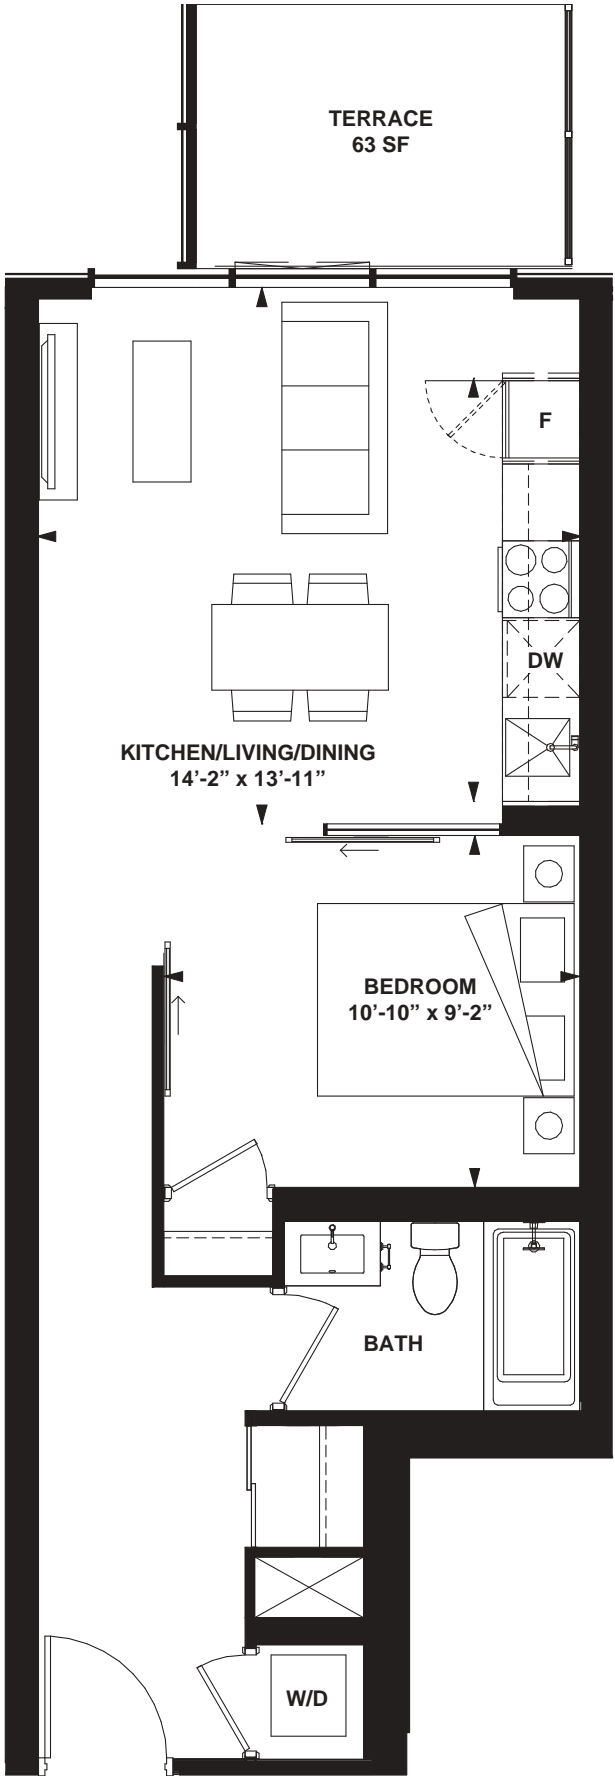 TERRACE
63 SF
F
DW
KITCHEN/LIVING/DINING
14’-2” x 13’-11”
BEDROOM
10’-10” x 9’-2”
BATH
W/D